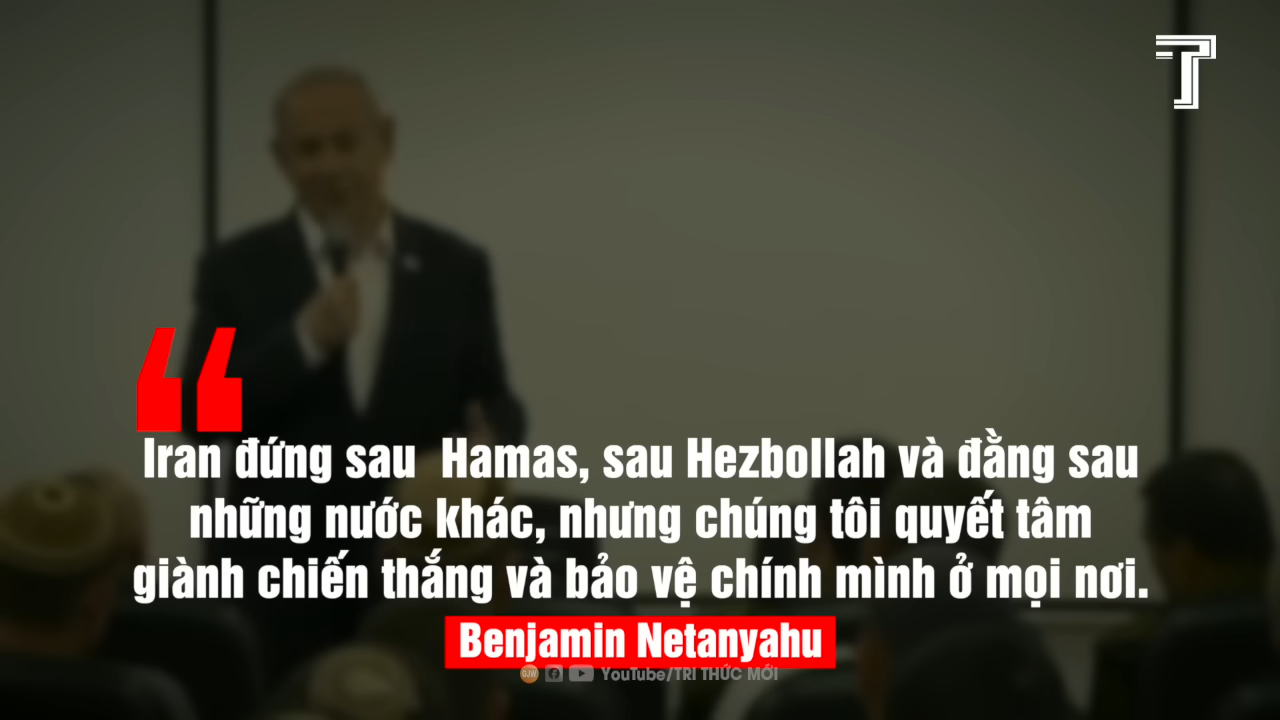 Iran đứng sau Hamas, sau Hezbollah và đằng sau
những nước khác, nhưng chúng tôi quyết tâm
giành chiến thắng và bảo vệ chính mình ở mọi nơi.
Benjamin Netanyahu
YouTube/TRI THỨC MỚI